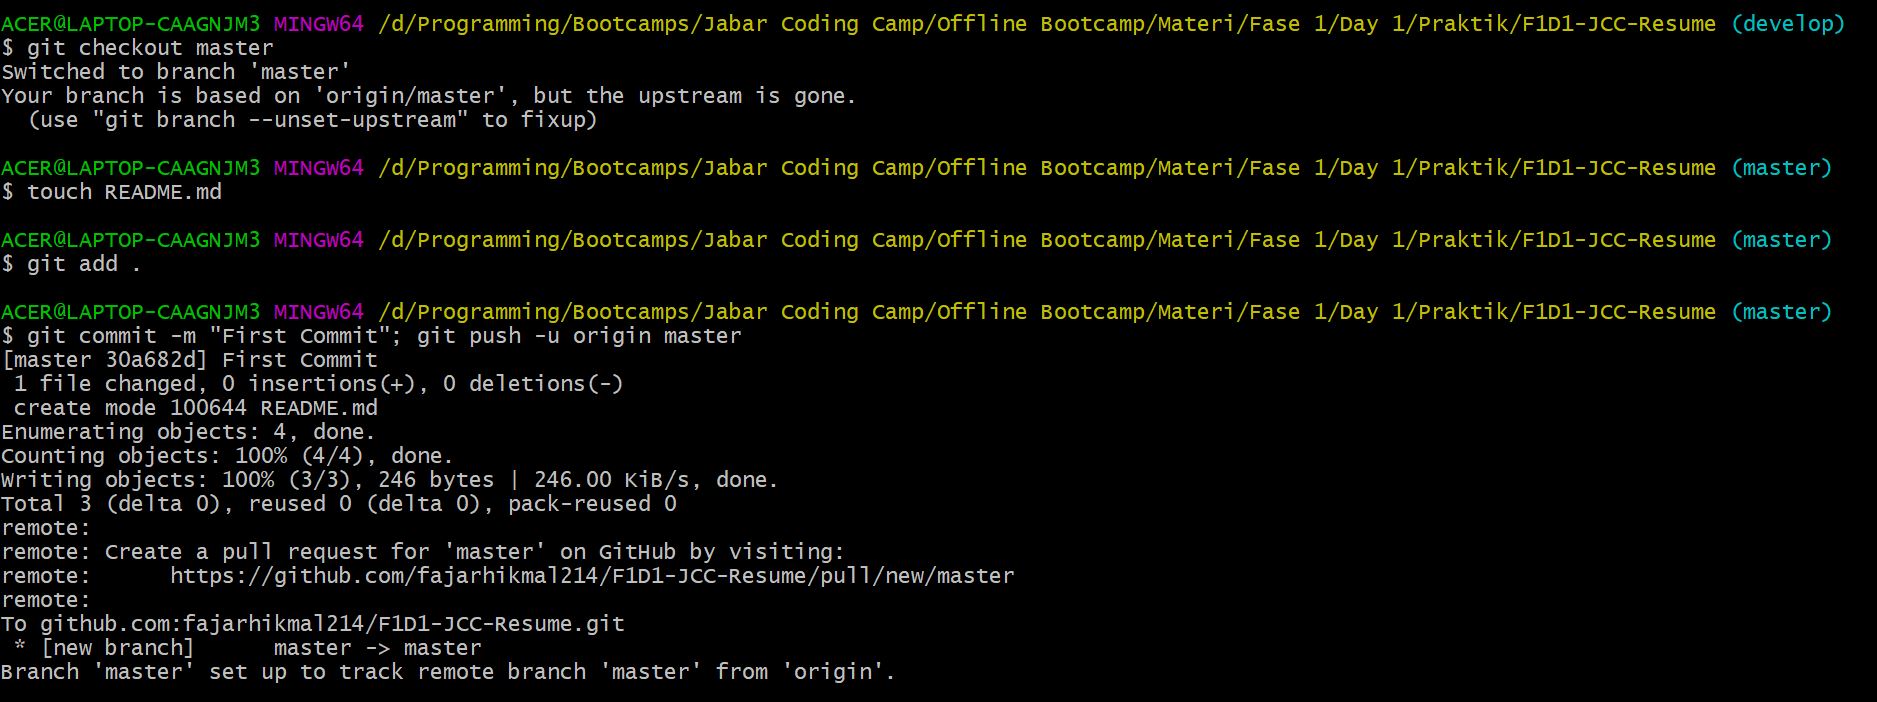 ACER@LAPTOP-CAAGNJM3 MINGW64 /d/Programming/Bootcamps/Jabar Coding Camp/Offline Bootcamp/Materi/Fase 1/Day 1/Praktik/F1D1-JCC-Resume (develop)
$ git checkout master
Switched to branch 'master'
Your branch is based on 'origin/master', but the upstream is gone.
  (use "git branch --unset-upstream" to fixup)

ACER@LAPTOP-CAAGNJM3 MINGW64 /d/Programming/Bootcamps/Jabar Coding Camp/Offline Bootcamp/Materi/Fase 1/Day 1/Praktik/F1D1-JCC-Resume (master)
$ touch README.md

ACER@LAPTOP-CAAGNJM3 MINGW64 /d/Programming/Bootcamps/Jabar Coding Camp/Offline Bootcamp/Materi/Fase 1/Day 1/Praktik/F1D1-JCC-Resume (master)
$ git add .

ACER@LAPTOP-CAAGNJM3 MINGW64 /d/Programming/Bootcamps/Jabar Coding Camp/Offline Bootcamp/Materi/Fase 1/Day 1/Praktik/F1D1-JCC-Resume (master)
$ git commit -m "First Commit"; git push -u origin master
[master 30a682d] First Commit
 1 file changed, 0 insertions(+), 0 deletions(-)
 create mode 100644 README.md
Enumerating objects: 4, done.
Counting objects: 100% (4/4), done.
Writing objects: 100% (3/3), 246 bytes | 246.00 KiB/s, done.
Total 3 (delta 0), reused 0 (delta 0), pack-reused 0
remote:
remote: Create a pull request for 'master' on GitHub by visiting:
remote:      https://github.com/fajarhikmal214/F1D1-JCC-Resume/pull/new/master
remote:
To github.com:fajarhikmal214/F1D1-JCC-Resume.git
 * [new branch]      master -> master
Branch 'master' set up to track remote branch 'master' from 'origin'.